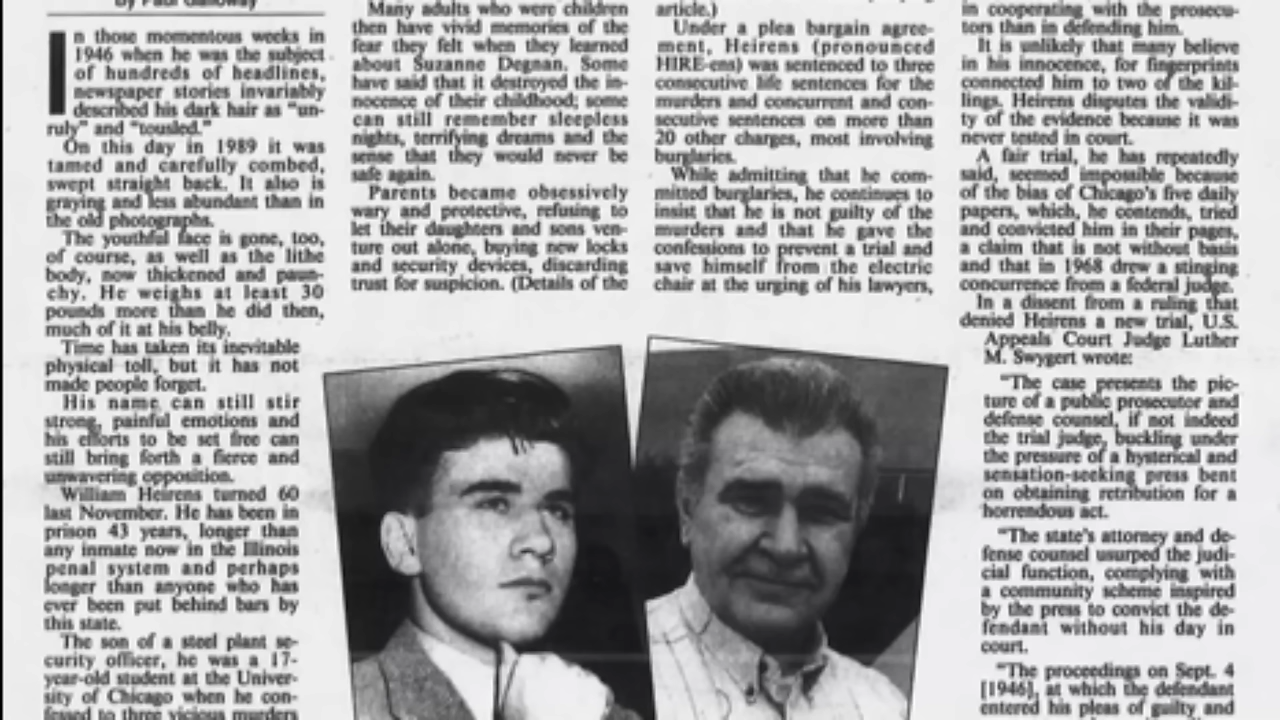 By Paul Galloway
In those momentous weeks in
1946 when he was the subject
of hundreds of headlines,
newspaper stories invariably
described his dark hair as "un-
ruly" and "tousled."
On this day in 1989 it was
tamed and carefully combed,
swept straight back. It also is
graying and less abundant than in
the old photographs.
The youthful face is gone, too,
of course, as well as the lithe
body, now thickened and paun-
chy. He weighs at least 30
pounds more than he did then,
much of it at his belly.
Time has taken its inevitable
physical toll, but it has not
made people forget.
His name can still stir
strong, painful emotions and
his efforts to be set free can
still bring forth a fierce and
unwavering opposition.
William Heirens turned 60
last November. He has been in
prison 43 years, longer than
any inmate now in the Illinois
penal system and perhaps
longer than anyone who has
ever been put behind bars by
this state.
The son of a steel plant se-
curity officer, he was a 17-
year-old student at the Univer-
sity of Chicago when he con-
fessed to three vicious murders
Many adults who were children
then have vivid memories of the
fear they felt when they learned
about Suzanne Degnan. Some
have said that it destroyed the in-
nocence of their childhood; some
can still remember sleepless
nights, terrifying dreams and the
sense that they would never be
safe again.
Parents became obsessively
wary and protective, refusing to
let their daughters and sons ven-
ture out alone, buying new locks
and security devices, discarding
trust for suspicion. (Details of the
article.)
Under a plea bargain agree-
ment, Heirens (pronounced
HIRE-ens) was sentenced to three
consecutive life sentences for the
murders and concurrent and con-
secutive sentences on more than
20 other charges, most involving
burglaries.
While admitting that he com-
mitted burglaries, he continues to
insist that he is not guilty of the
murders and that he gave the
confessions to prevent a trial and
save himself from the electric
chair at the urging of his lawyers,
in cooperating with the prosecu-
tors than in defending him.
It is unlikely that many believe
in his innocence, for fingerprints
connected him to two of the kil-
lings. Heirens disputes the validi-
ty of the evidence because it was
never tested in court.
A fair trial, he has repeatedly
said, seemed impossible because
of the bias of Chicago's five daily
papers, which, he contends, tried
and convicted him in their pages,
a claim that is not without basis
and that in 1968 drew a stinging
concurrence from a federal judge.
In a dissent from a ruling that
denied Heirens a new trial, U.S.
Appeals Court Judge Luther
M. Swygert wrote:
"The case presents the pic-
ture of a public prosecutor and
defense counsel, if not indeed
the trial judge, buckling under
the pressure of a hysterical and
sensation-seeking press bent
on obtaining retribution for a
horrendous act.
"The state's attorney and de-
fense counsel usurped the judi-
cial function, complying with
a community scheme inspired
by the press to convict the de-
fendant without his day in
court.
"The proceedings on Sept. 4
[1946], at which the defendant
entered his pleas of guilty and